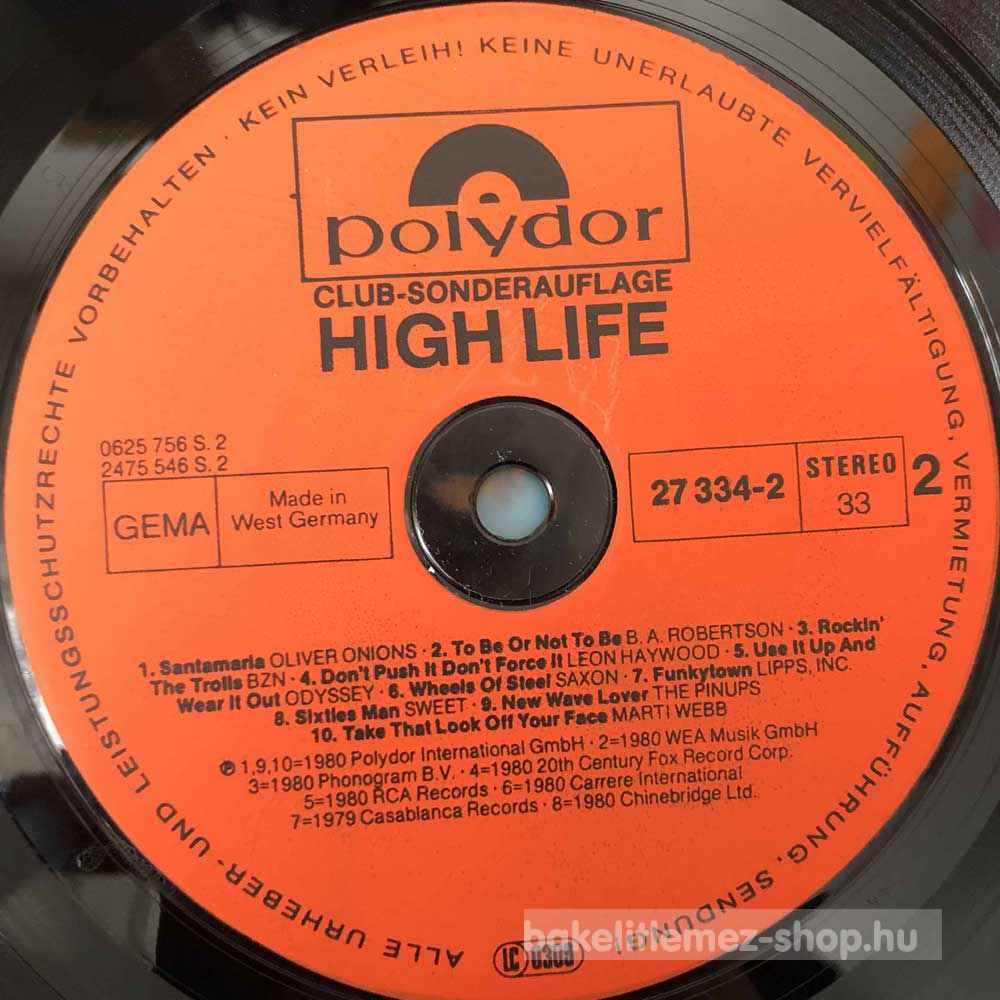 ALLE URHEBER- UND LEISTUNGSSCHUTZRECHTE VORBEHALTEN · KEIN VERLEIH! KEINE UNERLAUBTE VERVIELFÄLTIGUNG, VERMIETUNG, AUFFÜHRUNG, SENDUNG!
polydor
CLUB-SONDERAUFLAGE
HIGH LIFE
0625 756 S. 2
2475 546 S. 2
GEMA
Made in
West Germany
27 334-2
STEREO
33
2
1. Santamaria OLIVER ONIONS · 2. To Be Or Not To Be B. A. ROBERTSON · 3. Rockin'
The Trolls BZN · 4. Don't Push It Don't Force It LEON HAYWOOD · 5. Use It Up And
Wear It Out ODYSSEY · 6. Wheels Of Steel SAXON · 7. Funkytown LIPPS, INC.
8. Sixties Man SWEET · 9. New Wave Lover THE PINUPS
10. Take That Look Off Your Face MARTI WEBB
℗ 1,9,10=1980 Polydor International GmbH · 2=1980 WEA Musik GmbH
3=1980 Phonogram B.V. · 4=1980 20th Century Fox Record Corp.
5=1980 RCA Records · 6=1980 Carrere International
7=1979 Casablanca Records · 8=1980 Chinebridge Ltd.
LC 0309
bakelitlemez-shop.hu